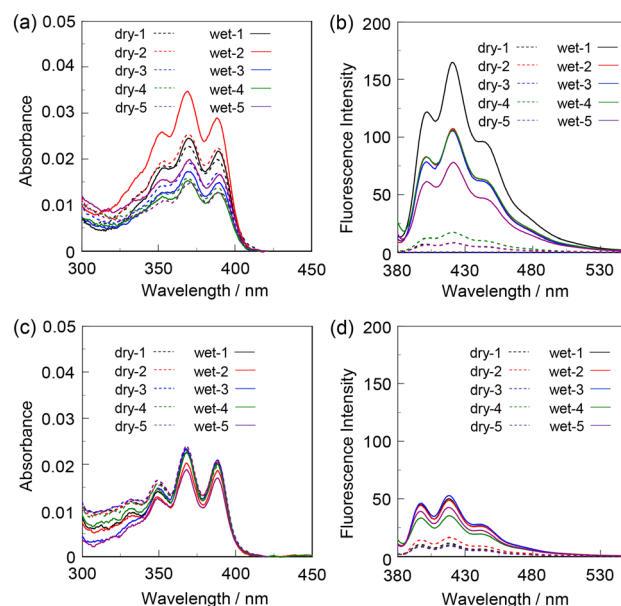 (a)
0.05
0.04
0.03
0.02
0.01
0
Absorbance
dry-1 wet-1
dry-2 wet-2
dry-3 wet-3
dry-4 wet-4
dry-5 wet-5
300 350 400 450
Wavelength / nm
(b)
200
150
100
50
0
Fluorescence Intensity
dry-1 wet-1
dry-2 wet-2
dry-3 wet-3
dry-4 wet-4
dry-5 wet-5
380 430 480 530
Wavelength / nm
(c)
0.05
0.04
0.03
0.02
0.01
0
Absorbance
dry-1 wet-1
dry-2 wet-2
dry-3 wet-3
dry-4 wet-4
dry-5 wet-5
300 350 400 450
Wavelength / nm
(d)
200
150
100
50
0
Fluorescence Intensity
dry-1 wet-1
dry-2 wet-2
dry-3 wet-3
dry-4 wet-4
dry-5 wet-5
380 430 480 530
Wavelength / nm